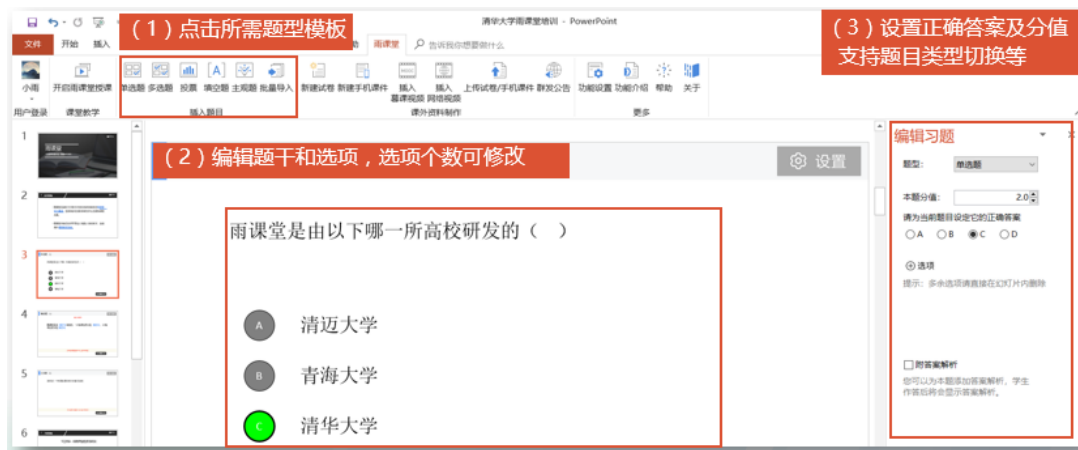 清华大学雨课堂培训 - PowerPoint
(1)点击所需题型模板
(3)设置正确答案及分值
支持题目类型切换等
文件 开始 插入 雨课堂 告诉我你想要做什么
小雨 开启雨课堂授课 单选题 多选题 投票 填空题 主观题 批量导入 新建试卷 新建手机课件 插入 插入 上传试卷/手机课件 群发公告 功能设置 功能介绍 帮助 关于
慕课视频 网络视频
用户登录 课堂教学 插入题目 课外资料制作 更多
1
2
3
4
5
6
(2)编辑题干和选项,选项个数可修改
设置
雨课堂是由以下哪一所高校研发的( )
A 清迈大学
B 青海大学
C 清华大学
编辑习题
题型: 单选题
本题分值: 2.0
请为当前题目设定它的正确答案
A B C D
选项
提示:多余选项请直接在幻灯片内删除
附答案解析
您可以为本题添加答案解析,学生
作答后将会显示答案解析。